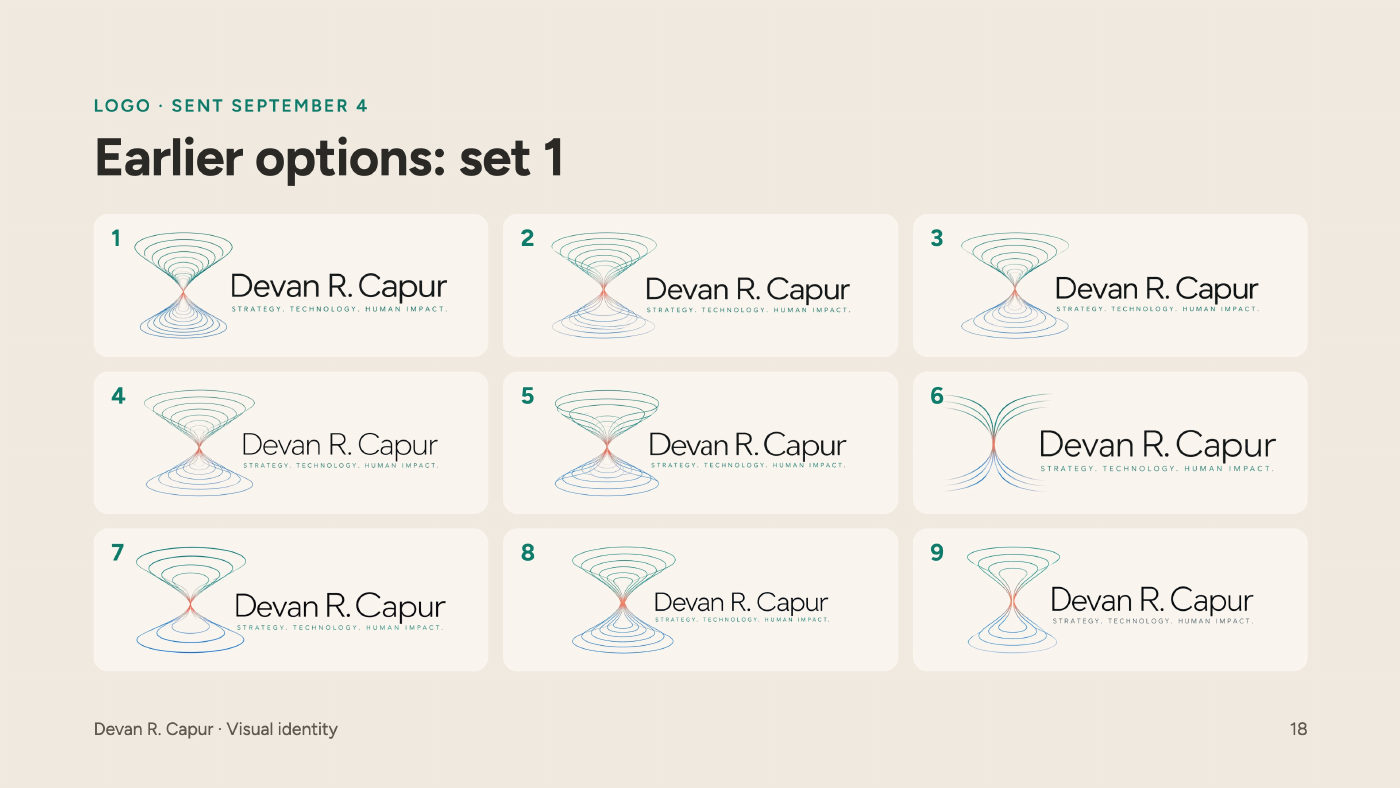 LOGO · SENT SEPTEMBER 4
Earlier options: set 1
1
Devan R. Capur
STRATEGY. TECHNOLOGY. HUMAN IMPACT.
2
Devan R. Capur
STRATEGY. TECHNOLOGY. HUMAN IMPACT.
3
Devan R. Capur
STRATEGY. TECHNOLOGY. HUMAN IMPACT.
4
Devan R. Capur
STRATEGY. TECHNOLOGY. HUMAN IMPACT.
5
Devan R. Capur
STRATEGY. TECHNOLOGY. HUMAN IMPACT.
6
Devan R. Capur
STRATEGY. TECHNOLOGY. HUMAN IMPACT.
7
Devan R. Capur
STRATEGY. TECHNOLOGY. HUMAN IMPACT.
8
Devan R. Capur
STRATEGY. TECHNOLOGY. HUMAN IMPACT.
9
Devan R. Capur
STRATEGY. TECHNOLOGY. HUMAN IMPACT.
Devan R. Capur · Visual identity
18